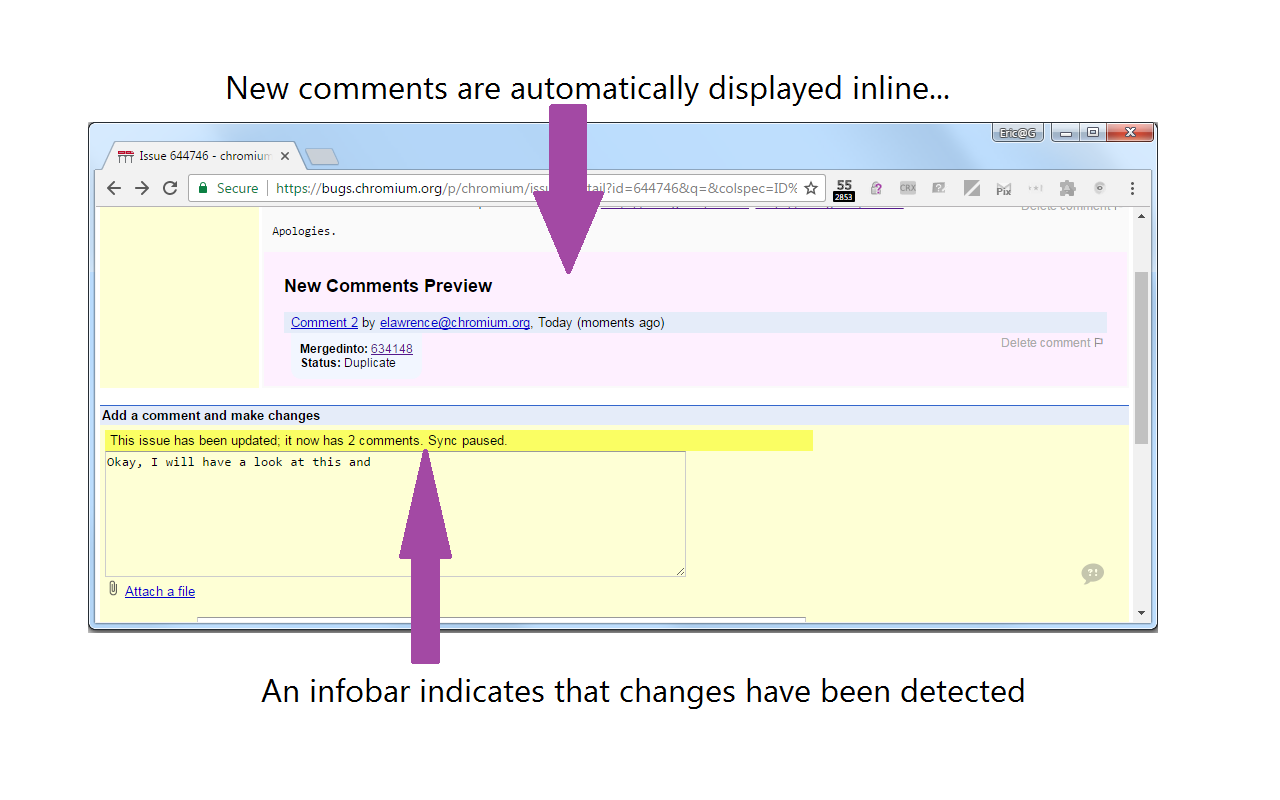 New comments are automatically displayed inline...
Eric@G
Issue 644746 - chromium
Secure https://bugs.chromium.org/p/chromium/iss tail?id=644746&q=&colspec=ID% 55
CRX Pix 2853
Delete comment
Apologies.
New Comments Preview
Comment 2 by elawrence@chromium.org, Today (moments ago)
Delete comment
Mergedinto: 634148
Status: Duplicate
Add a comment and make changes
This issue has been updated; it now has 2 comments. Sync paused.
Okay, I will have a look at this and
?!
Attach a file
An infobar indicates that changes have been detected